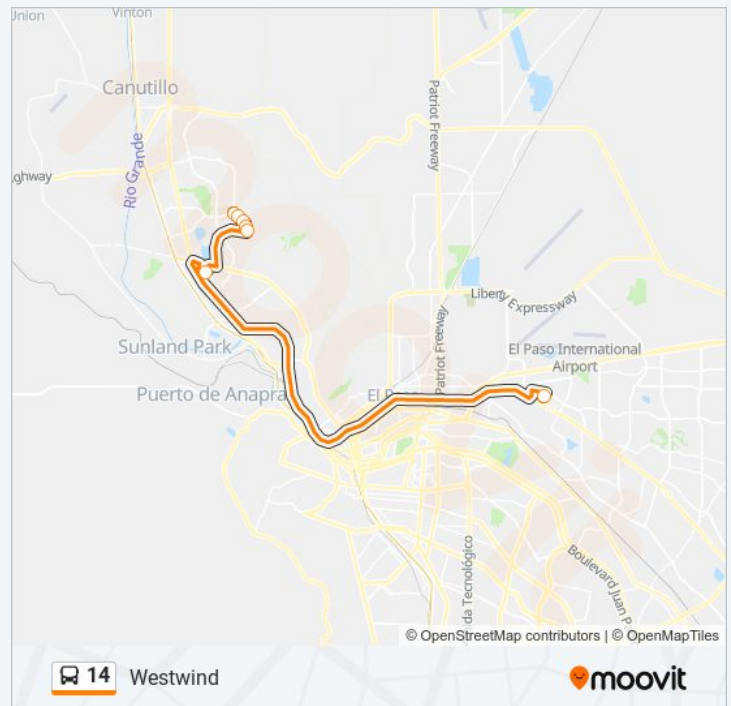 Union
Vinton
Canutillo
Rio Grande
Patriot Freeway
ghway
Liberty Expressway
Patriot Freeway
Sunland Park
El Paso International
Airport
Puerto de Anapra
El Paso
Boulevard Juan P
da Tecnológico
© OpenStreetMap contributors | © OpenMapTiles
14 Westwind
moovit